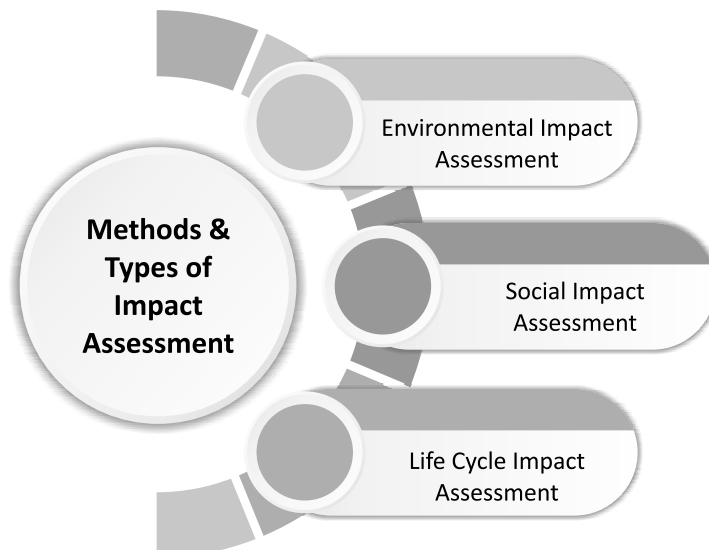 Methods &
Types of
Impact
Assessment
Environmental Impact
Assessment
Social Impact
Assessment
Life Cycle Impact
Assessment